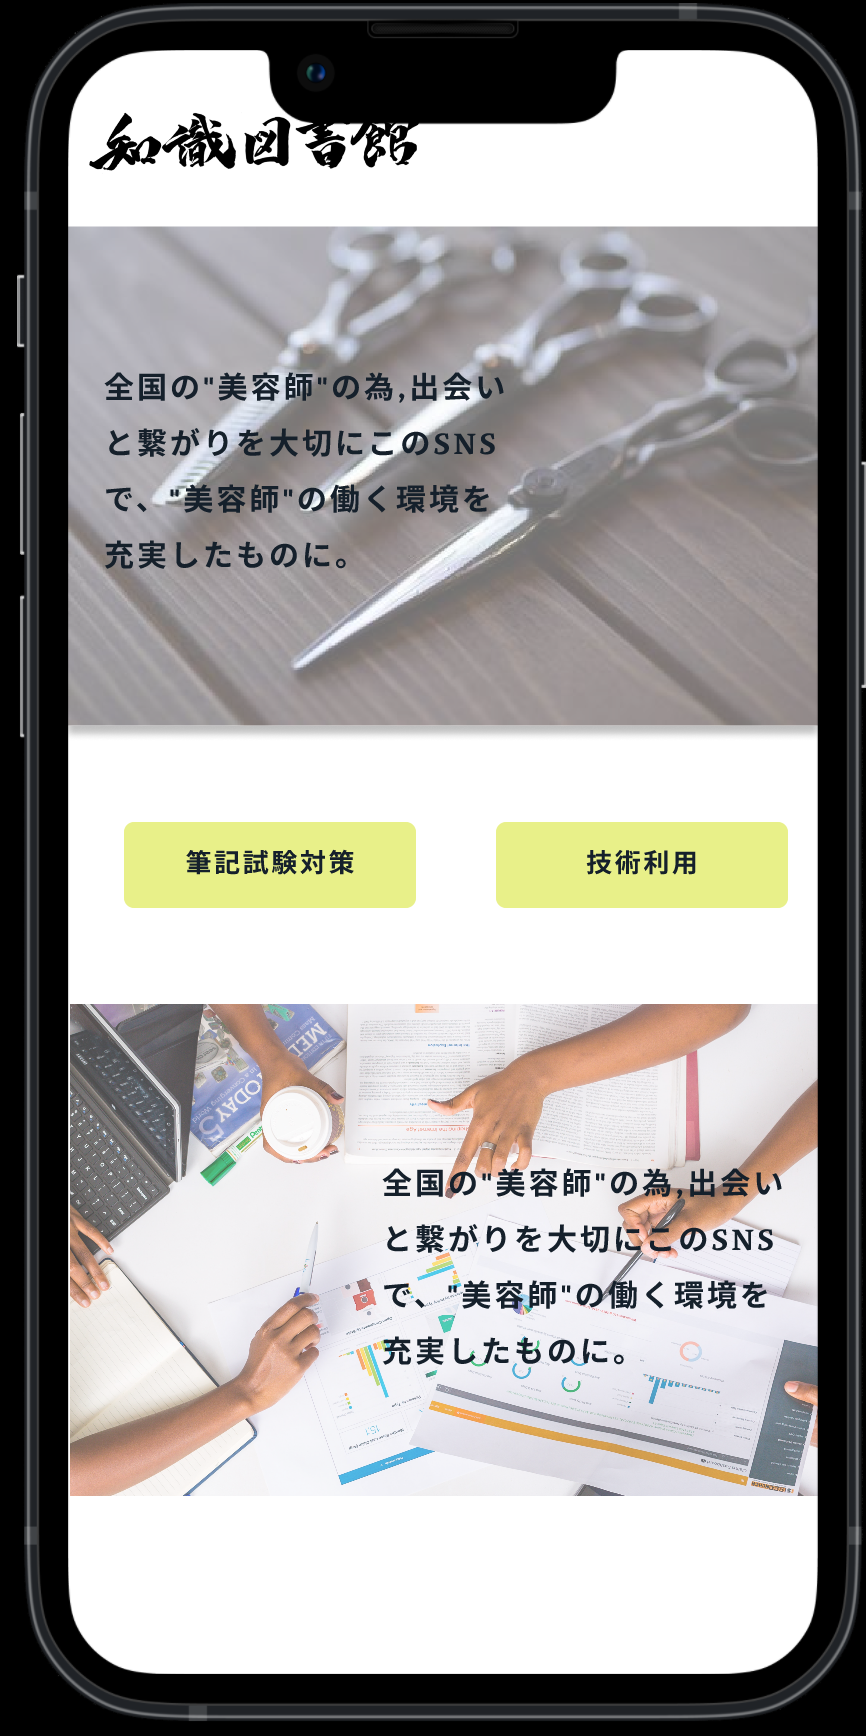 知識図書館
全国の"美容師"の為,出会い
と繋がりを大切にこのSNS
で、"美容師"の働く環境を
充実したものに。
筆記試験対策
技術利用
全国の"美容師"の為,出会い
と繋がりを大切にこのSNS
で、"美容師"の働く環境を
充実したものに。